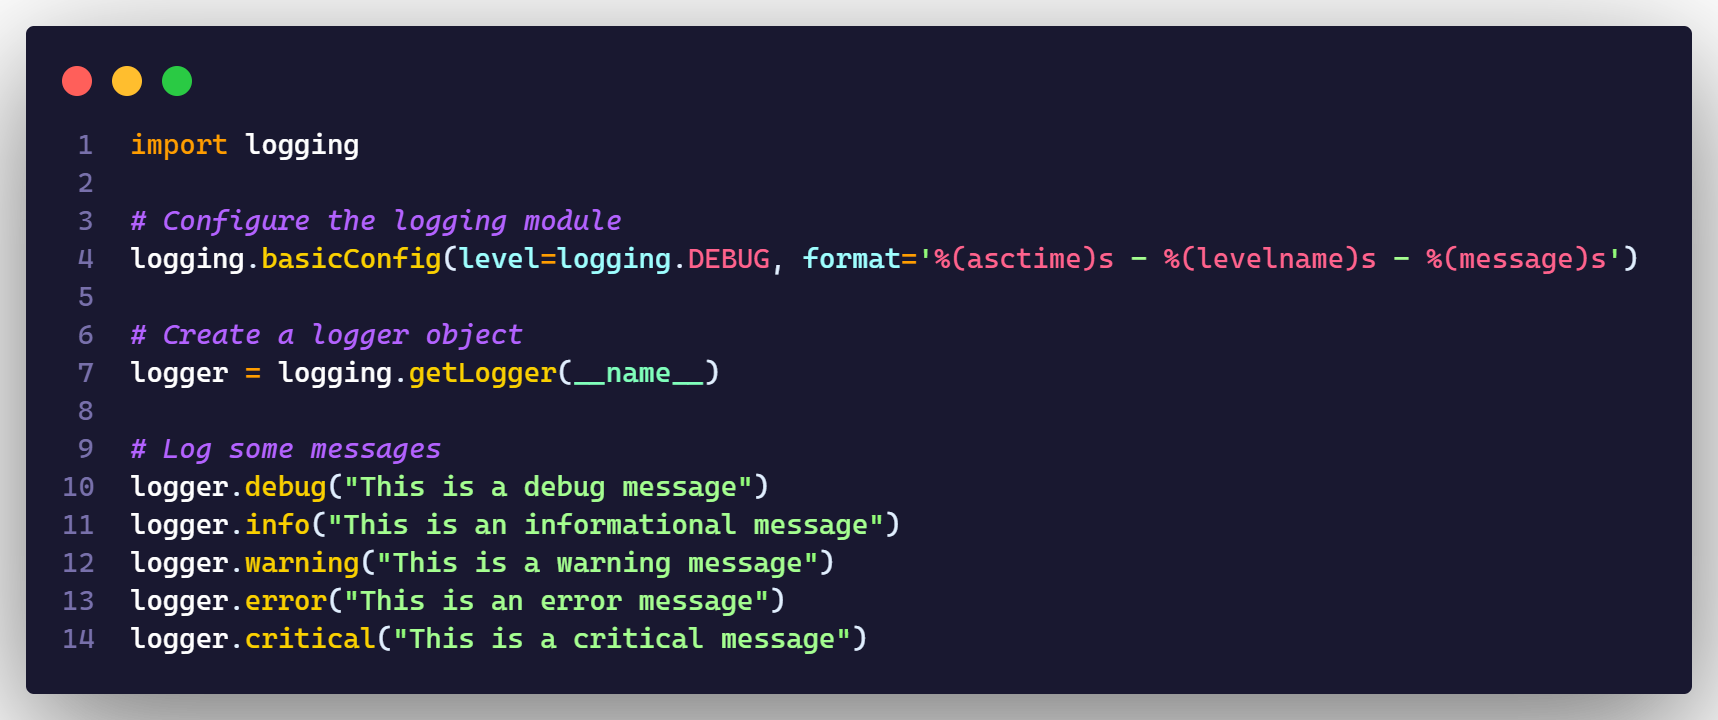 1 import logging
2
3 # Configure the logging module
4 logging.basicConfig(level=logging.DEBUG, format='%(asctime)s - %(levelname)s - %(message)s')
5
6 # Create a logger object
7 logger = logging.getLogger(__name__)
8
9 # Log some messages
10 logger.debug("This is a debug message")
11 logger.info("This is an informational message")
12 logger.warning("This is a warning message")
13 logger.error("This is an error message")
14 logger.critical("This is a critical message")